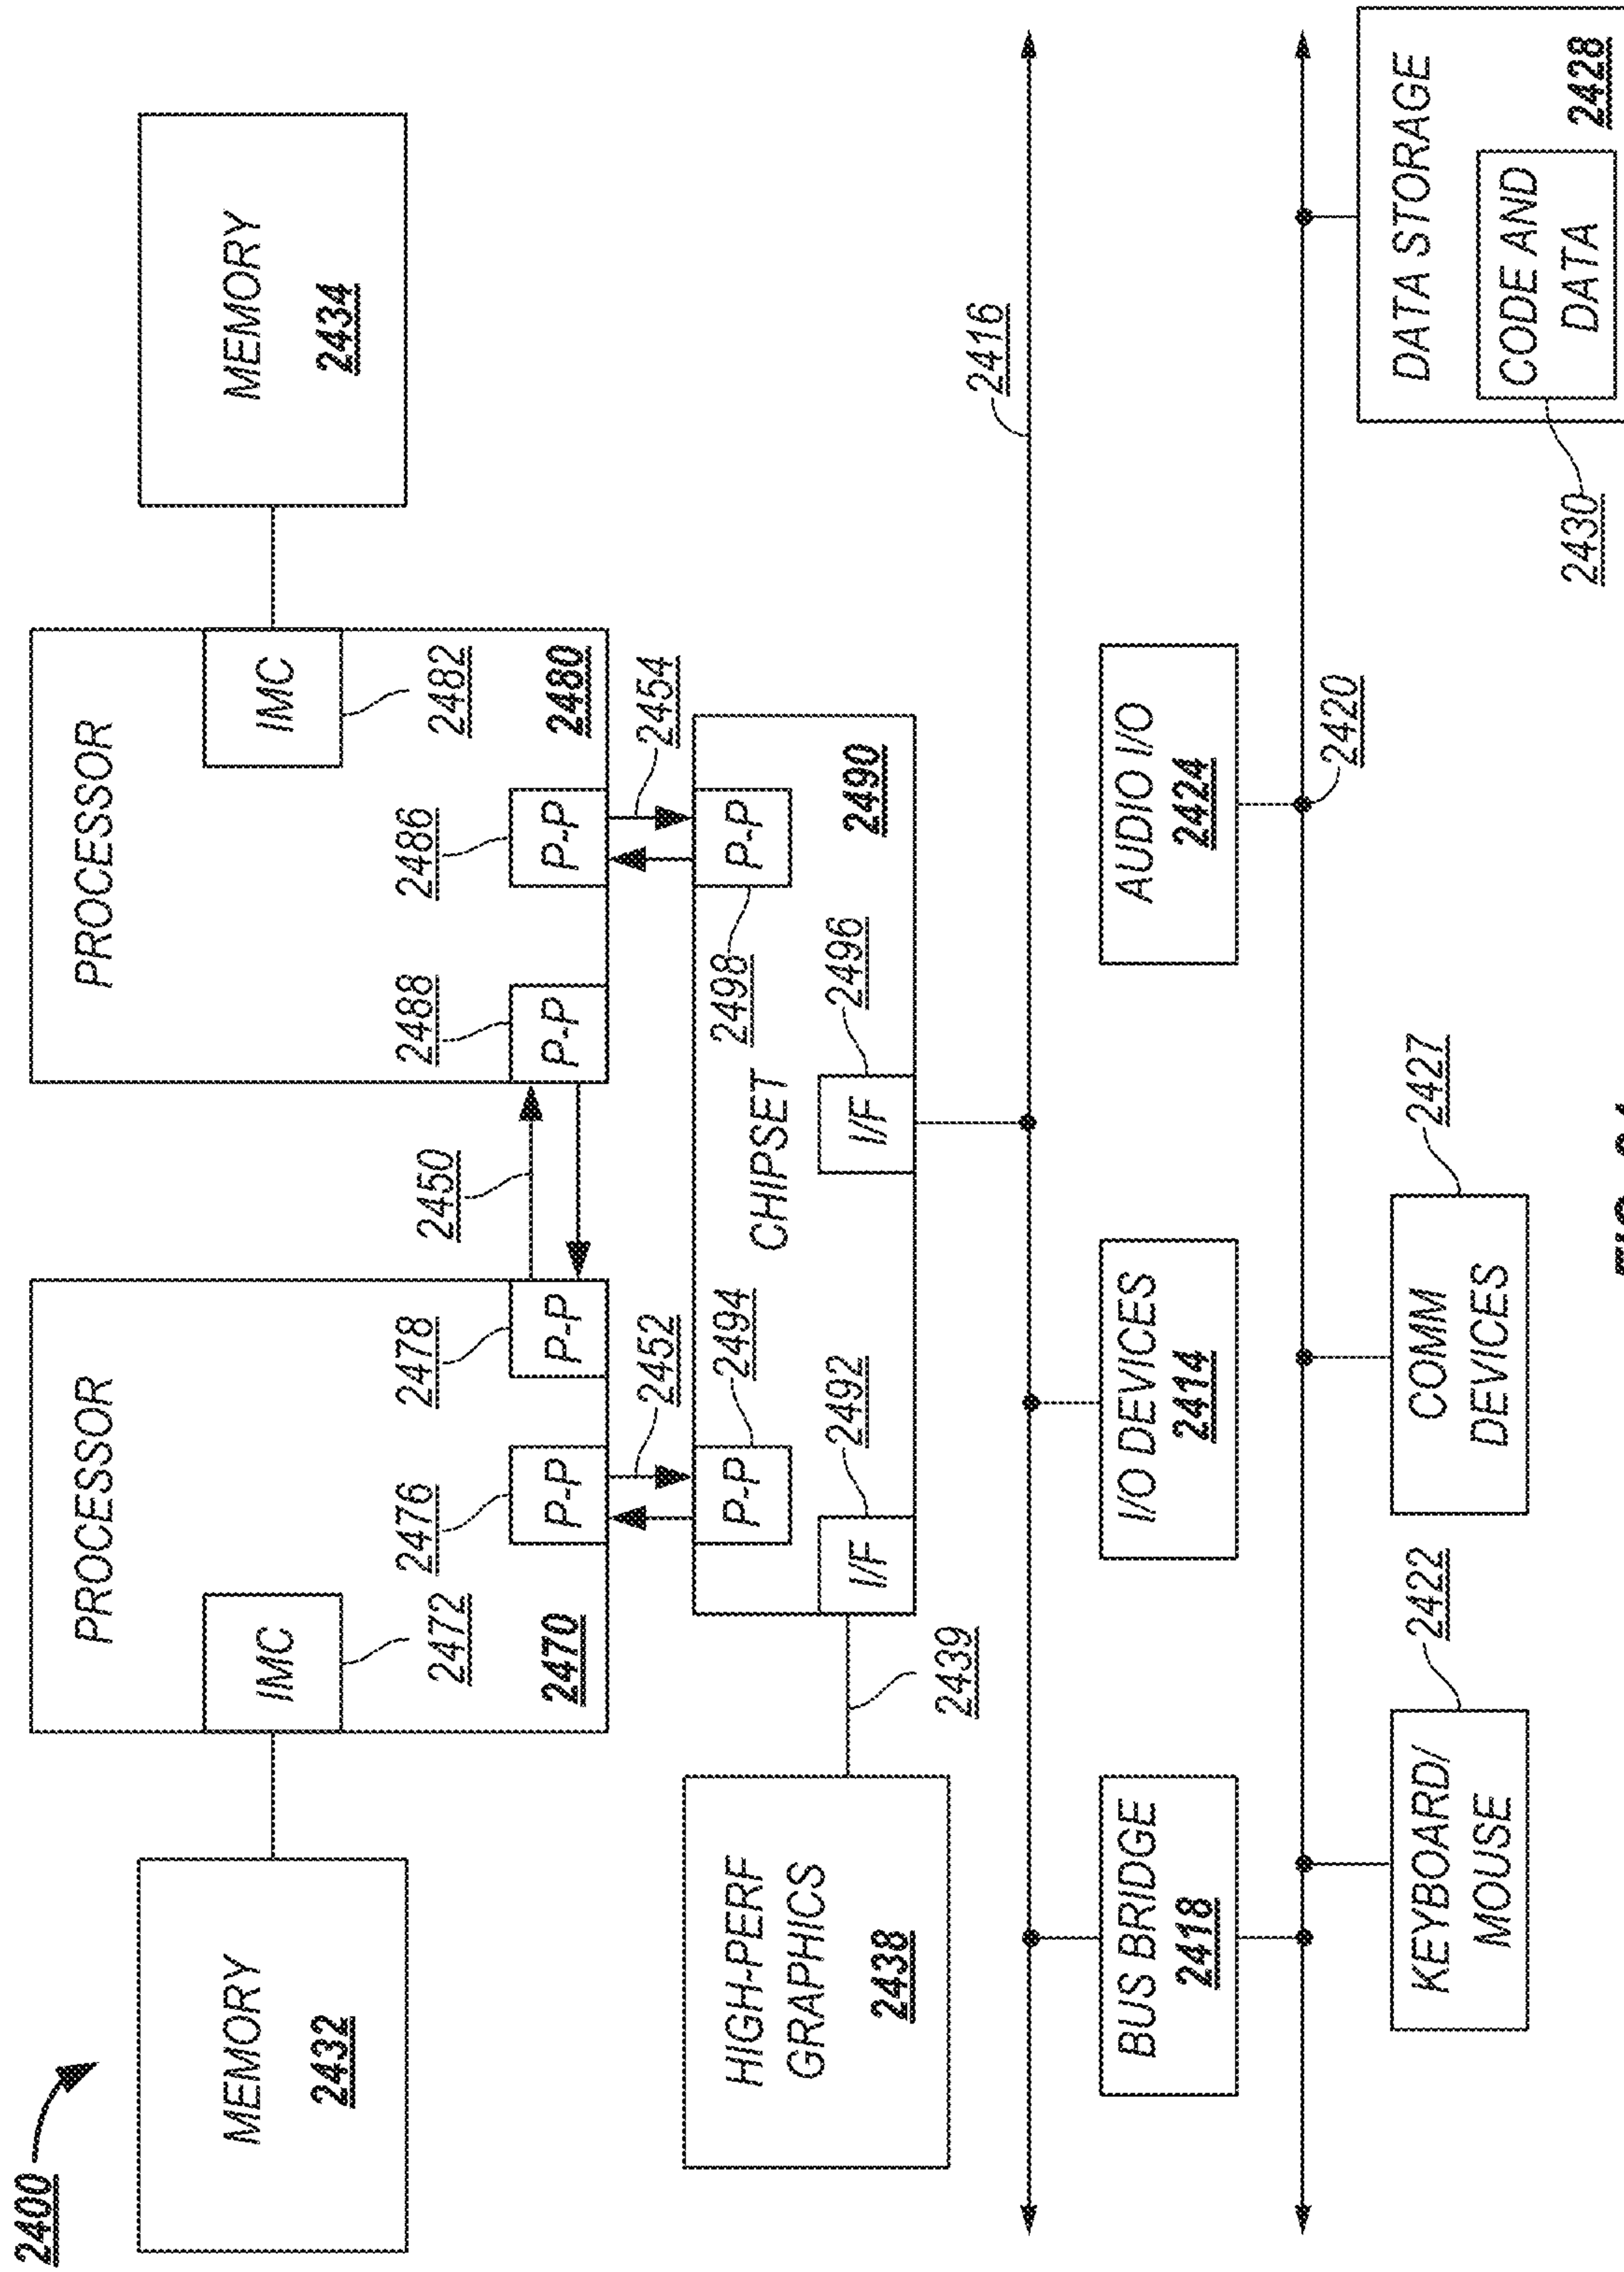 2400
PROCESSOR
PROCESSOR
MEMORY
2432
IMC
2472
2476
2478
2450
2488
2486
IMC
2482
MEMORY
2434
2470
P-P
P-P
P-P
P-P
2480
2452
2454
HIGH-PERF
GRAPHICS
2438
2439
P-P
2494
CHIPSET
2498
P-P
I/F
2492
I/F
2496
2490
2416
BUS BRIDGE
2418
I/O DEVICES
2414
AUDIO I/O
2424
2420
KEYBOARD/
MOUSE
2422
COMM
DEVICES
2427
DATA STORAGE
CODE AND
DATA
2430
2428